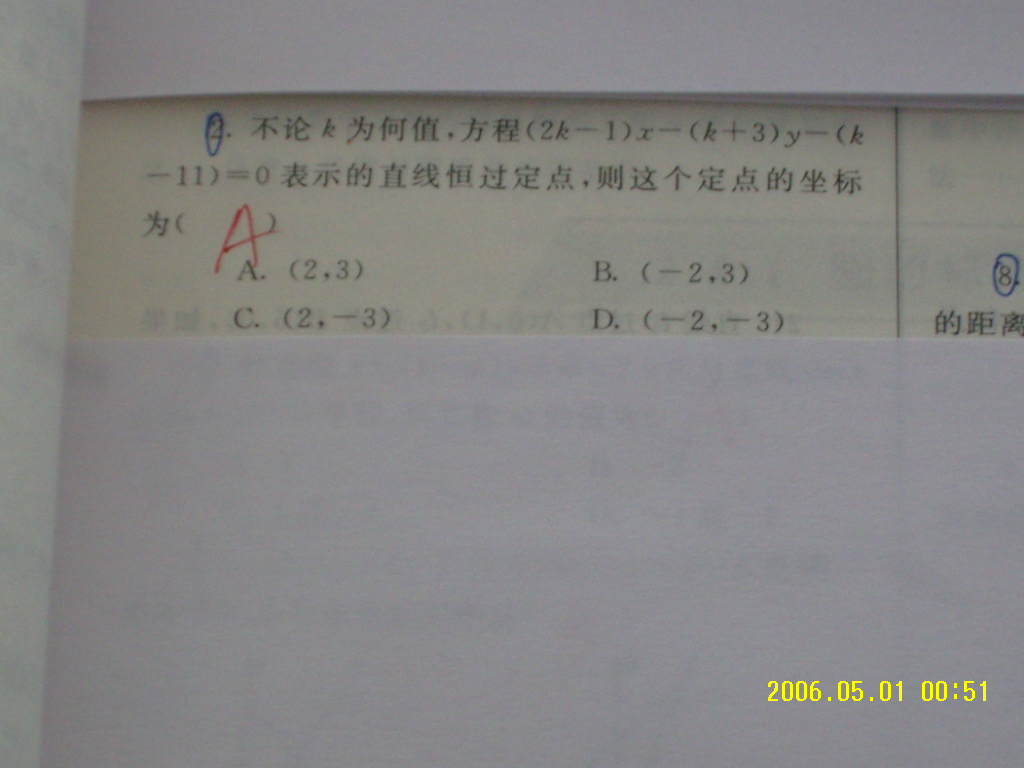 2. 不论 k 为何值,方程(2k－1)x－(k＋3)y－(k
－11)＝0 表示的直线恒过定点,则这个定点的坐标
为( A )
A. (2,3) B. (－2,3)
C. (2,－3) D. (－2,－3)
8.
的距离
2006.05.01 00:51